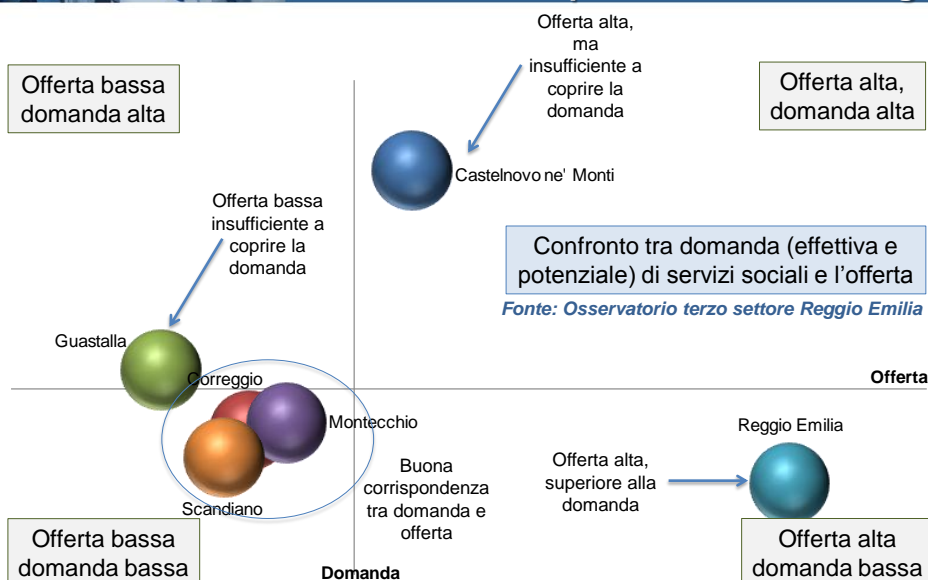 Offerta alta,
ma
insufficiente a
coprire la
domanda
Offerta bassa
domanda alta
Offerta alta,
domanda alta
Castelnovo ne' Monti
Offerta bassa
insufficiente a
coprire la
domanda
Confronto tra domanda (effettiva e
potenziale) di servizi sociali e l'offerta
Fonte: Osservatorio terzo settore Reggio Emilia
Guastalla
Correggio
Offerta
Montecchio
Reggio Emilia
Buona
corrispondenza
tra domanda e
offerta
Offerta alta,
superiore alla
domanda
Scandiano
Offerta bassa
domanda bassa
Offerta alta
domanda bassa
Domanda